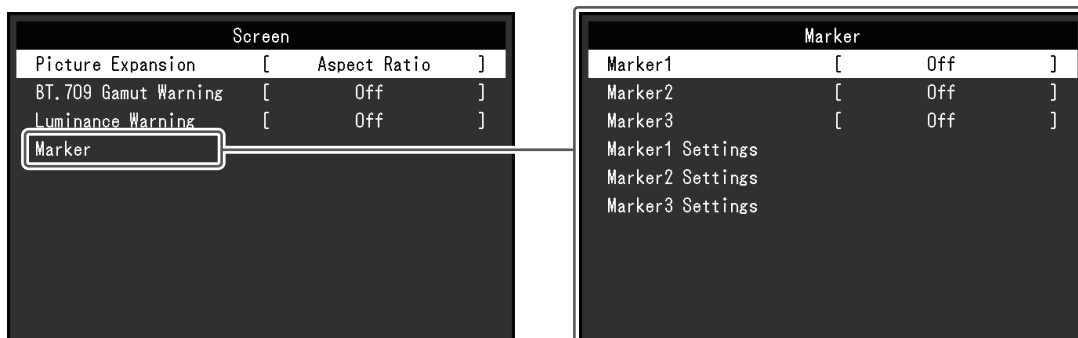 Screen
Picture Expansion [ Aspect Ratio ]
BT.709 Gamut Warning [ Off ]
Luminance Warning [ Off ]
Marker
Marker
Marker1 [ Off ]
Marker2 [ Off ]
Marker3 [ Off ]
Marker1 Settings
Marker2 Settings
Marker3 Settings